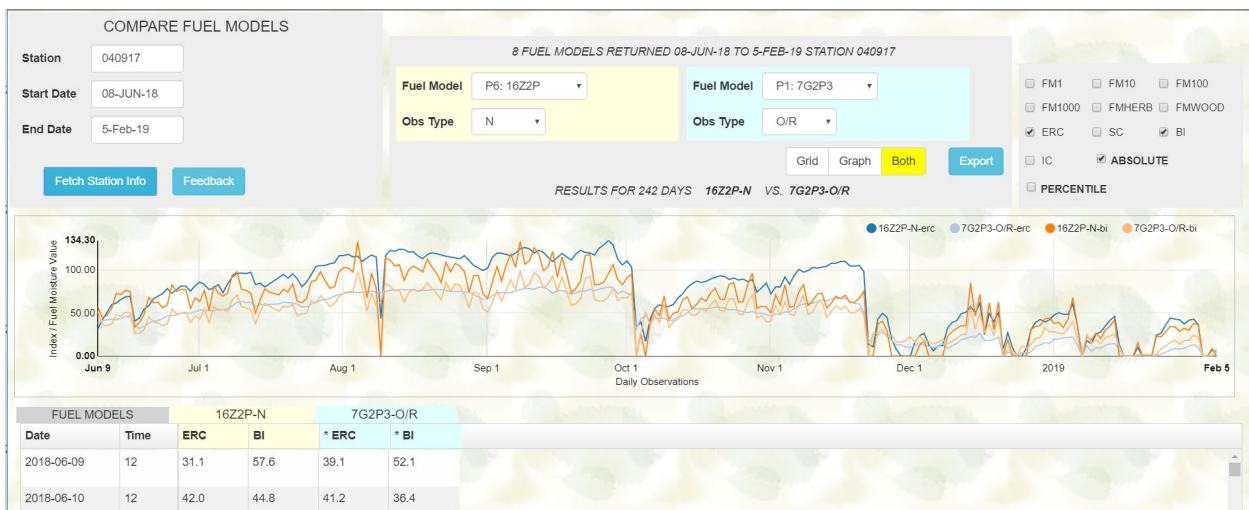 COMPARE FUEL MODELS
Station 040917
Start Date 08-JUN-18
End Date 5-Feb-19
Fetch Station Info Feedback
8 FUEL MODELS RETURNED 08-JUN-18 TO 5-FEB-19 STATION 040917
Fuel Model P6: 16Z2P Fuel Model P1: 7G2P3
Obs Type N Obs Type O/R
Grid Graph Both Export
RESULTS FOR 242 DAYS 16Z2P-N VS. 7G2P3-O/R
FM1 FM10 FM100
FM1000 FMHERB FMWOOD
ERC SC BI
IC ABSOLUTE
PERCENTILE
16Z2P-N-erc 7G2P3-O/R-erc 16Z2P-N-bi 7G2P3-O/R-bi
Index / Fuel Moisture Value
134.30
100.00
50.00
0.00
Jun 9 Jul 1 Aug 1 Sep 1 Oct 1 Nov 1 Dec 1 2019 Feb 5
Daily Observations
FUEL MODELS 16Z2P-N 7G2P3-O/R
Date Time ERC BI * ERC * BI
2018-06-09 12 31.1 57.6 39.1 52.1
2018-06-10 12 42.0 44.8 41.2 36.4